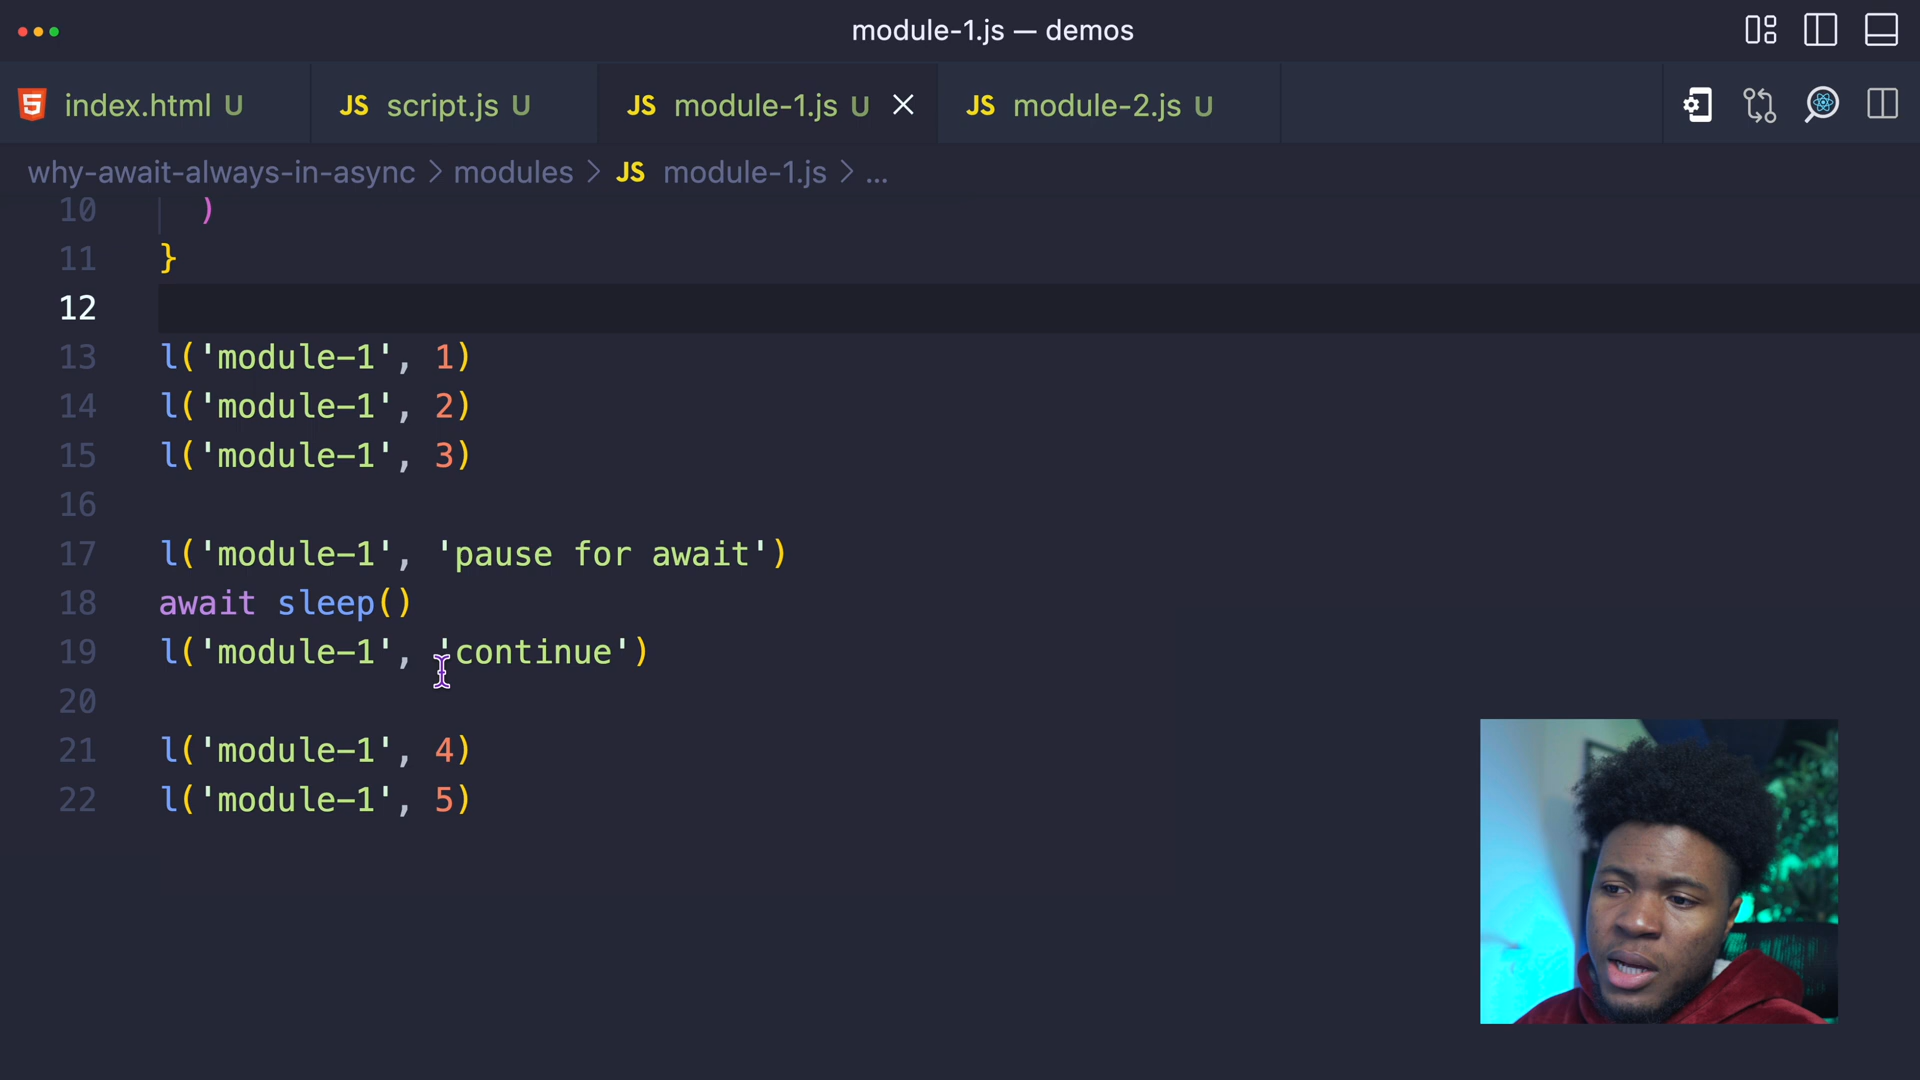 module-1.js — demos
index.html U
JS script.js U
JS module-1.js U
JS module-2.js U
why-await-always-in-async > modules > JS module-1.js > ...
10 )
11 }
12
13 l('module-1', 1)
14 l('module-1', 2)
15 l('module-1', 3)
16
17 l('module-1', 'pause for await')
18 await sleep()
19 l('module-1', 'continue')
20
21 l('module-1', 4)
22 l('module-1', 5)